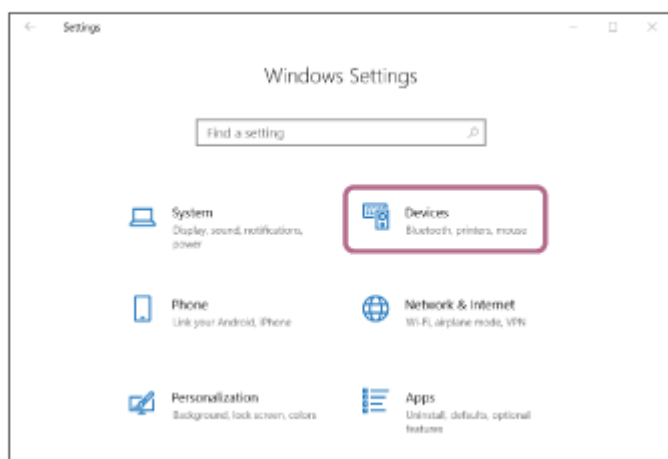 Settings
Windows Settings
Find a setting
System
Display, sound, notifications,
power
Devices
Bluetooth, printers, mouse
Phone
Link your Android, iPhone
Network & Internet
Wi-Fi, airplane mode, VPN
Personalization
Background, lock screen, colors
Apps
Uninstall, defaults, optional
features